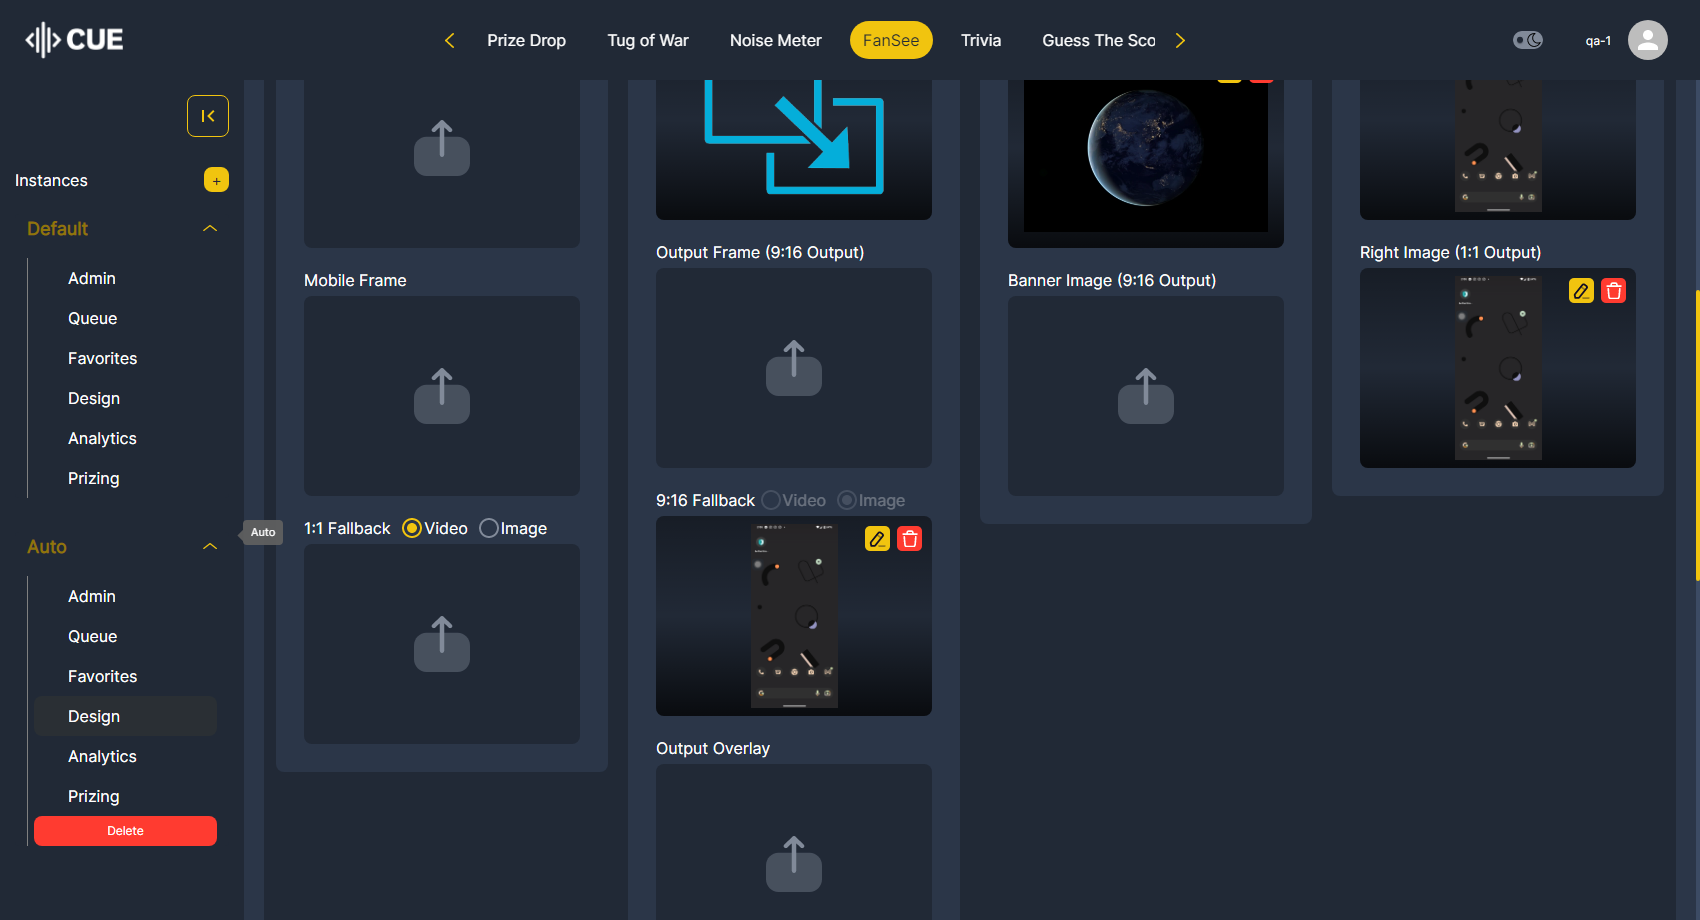 CUE
Prize Drop
Tug of War
Noise Meter
FanSee
Trivia
Guess The Sco
qa-1
Instances
+
Default
Admin
Queue
Favorites
Design
Analytics
Prizing
Auto
Auto
Admin
Queue
Favorites
Design
Analytics
Prizing
Delete
Mobile Frame
1:1 Fallback Video Image
Output Frame (9:16 Output)
9:16 Fallback Video Image
Output Overlay
Banner Image (9:16 Output)
Right Image (1:1 Output)